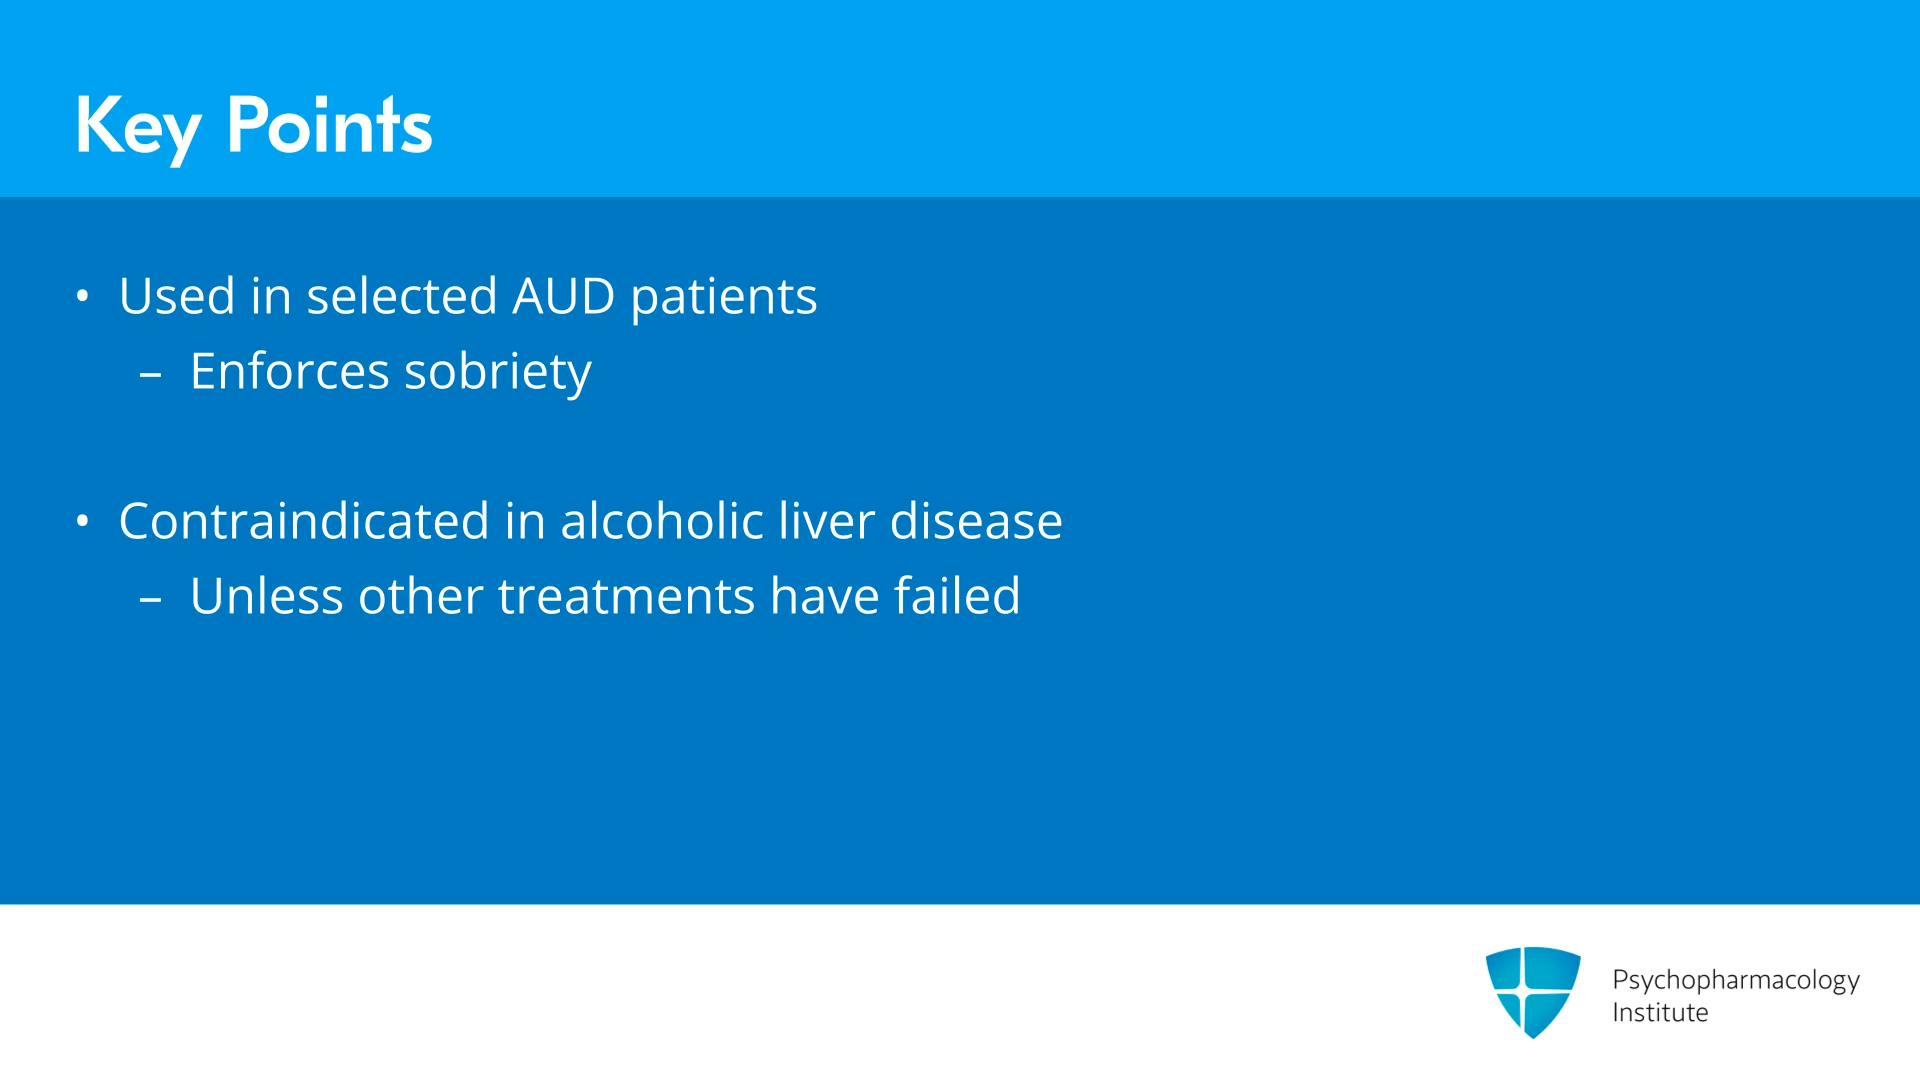 Key Points
• Used in selected AUD patients
– Enforces sobriety
• Contraindicated in alcoholic liver disease
– Unless other treatments have failed
Psychopharmacology
Institute